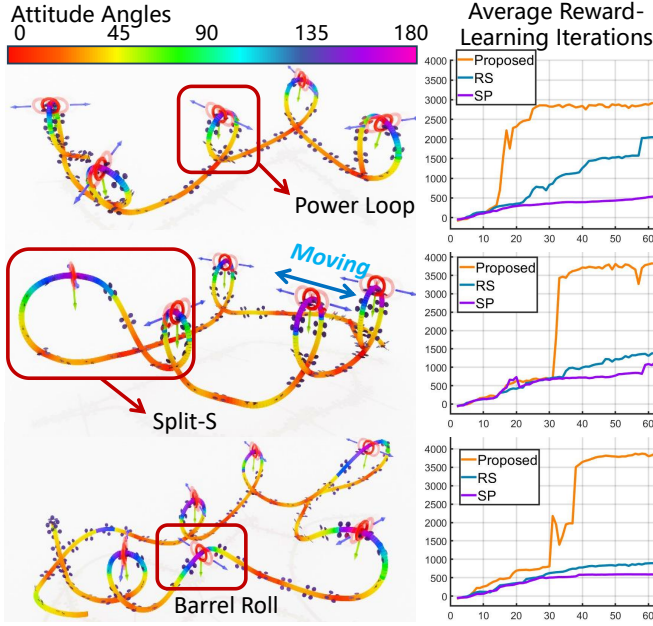 Attitude Angles
0 45 90 135 180
Power Loop
Moving
Split-S
Barrel Roll
Average Reward-
Learning Iterations
4000
3500
3000
2500
2000
1500
1000
500
0
Proposed
RS
SP
0 10 20 30 40 50 60
4000
3500
3000
2500
2000
1500
1000
500
0
Proposed
RS
SP
0 10 20 30 40 50 60
4000
3500
3000
2500
2000
1500
1000
500
0
Proposed
RS
SP
0 10 20 30 40 50 60